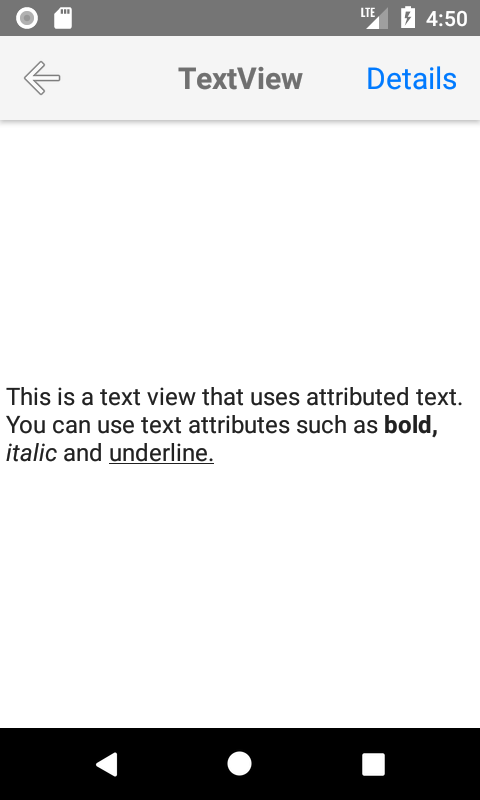 LTE 4:50
TextView Details
This is a text view that uses attributed text.
You can use text attributes such as bold,
italic and underline.